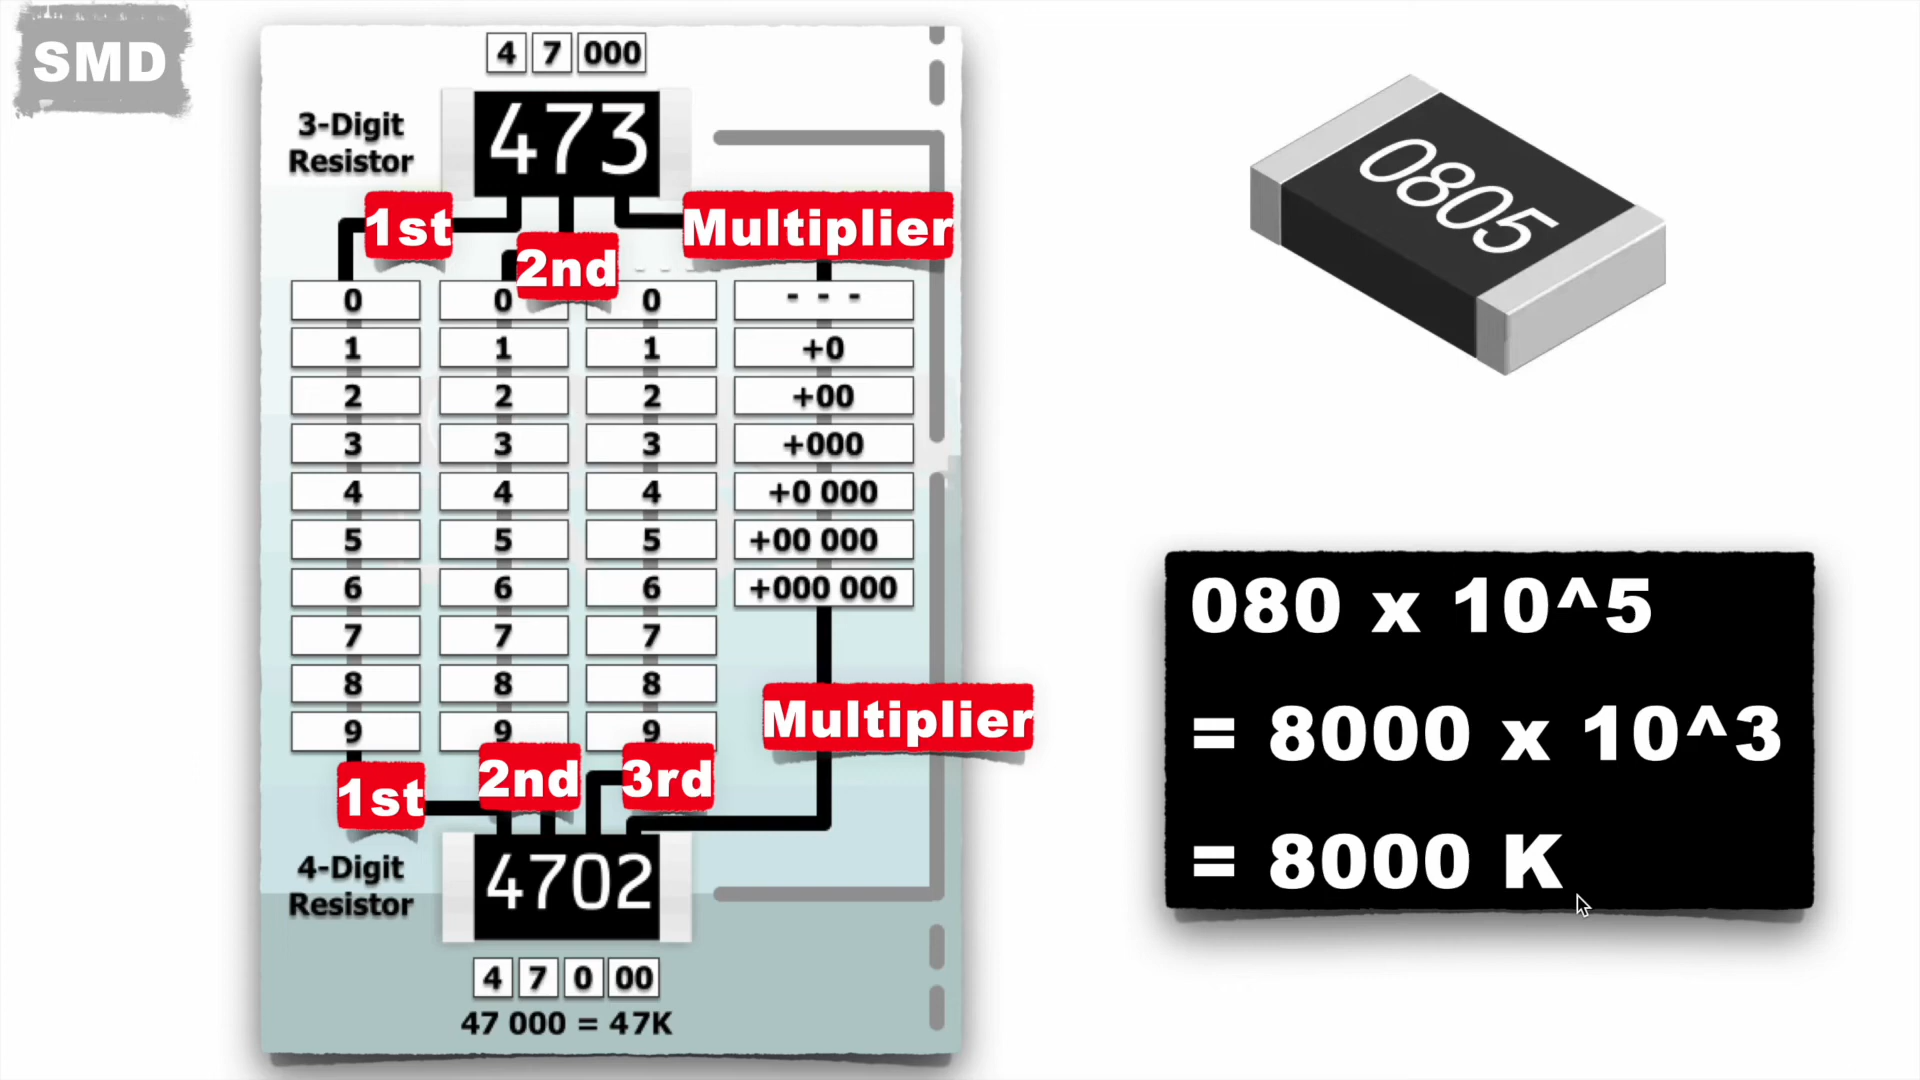 SMD
4 7 000
3-Digit
Resistor
473
1st
2nd
Multiplier
0 0 0 - - -
1 1 1 +0
2 2 2 +00
3 3 3 +000
4 4 4 +0 000
5 5 5 +00 000
6 6 6 +000 000
7 7 7
8 8 8
9 9 9
Multiplier
1st
2nd
3rd
4-Digit
Resistor
4702
4 7 0 00
47 000 = 47K
0805
080 x 10^5
= 8000 x 10^3
= 8000 K